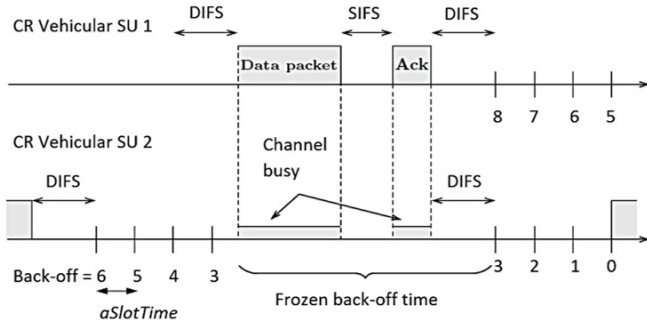 CR Vehicular SU 1
DIFS
SIFS
DIFS
Data packet
Ack
8 7 6 5
CR Vehicular SU 2
Channel
busy
DIFS
DIFS
Back-off = 6 5 4 3
3 2 1 0
aSlotTime
Frozen back-off time